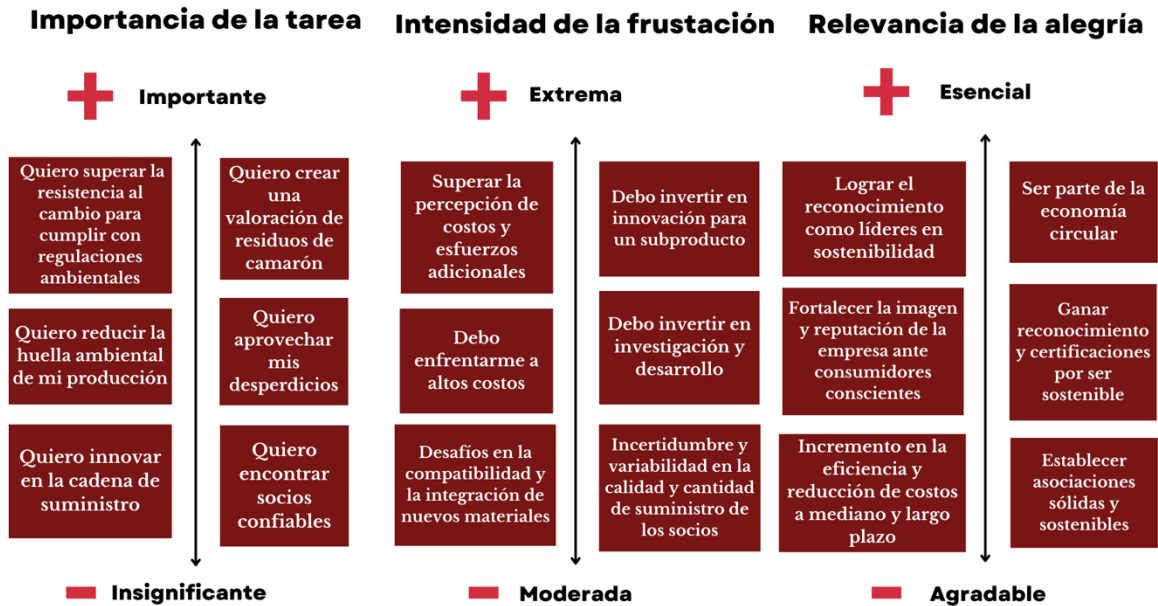 Importancia de la tarea
Importante
Quiero superar la
resistencia al
cambio para
cumplir con
regulaciones
ambientales
Quiero crear
una
valoración de
residuos de
camarón
Quiero reducir la
huella ambiental
de mi producción
Quiero
aprovechar
mis
desperdicios
Quiero innovar
en la cadena de
suministro
Quiero
encontrar
socios
confiables
Insignificante
Intensidad de la frustación
Extrema
Superar la
percepción de
costos y
esfuerzos
adicionales
Debo invertir en
innovación para
un subproducto
Debo
enfrentarme a
altos costos
Debo invertir en
investigación y
desarrollo
Desafíos en la
compatibilidad y
la integración de
nuevos materiales
Incertidumbre y
variabilidad en la
calidad y cantidad
de suministro de
los socios
Moderada
Relevancia de la alegría
Esencial
Lograr el
reconocimiento
como líderes en
sostenibilidad
Ser parte de la
economía
circular
Fortalecer la imagen
y reputación de la
empresa ante
consumidores
conscientes
Ganar
reconocimiento
y certificaciones
por ser
sostenible
Incremento en la
eficiencia y
reducción de costos
a mediano y largo
plazo
Establecer
asociaciones
sólidas y
sostenibles
Agradable